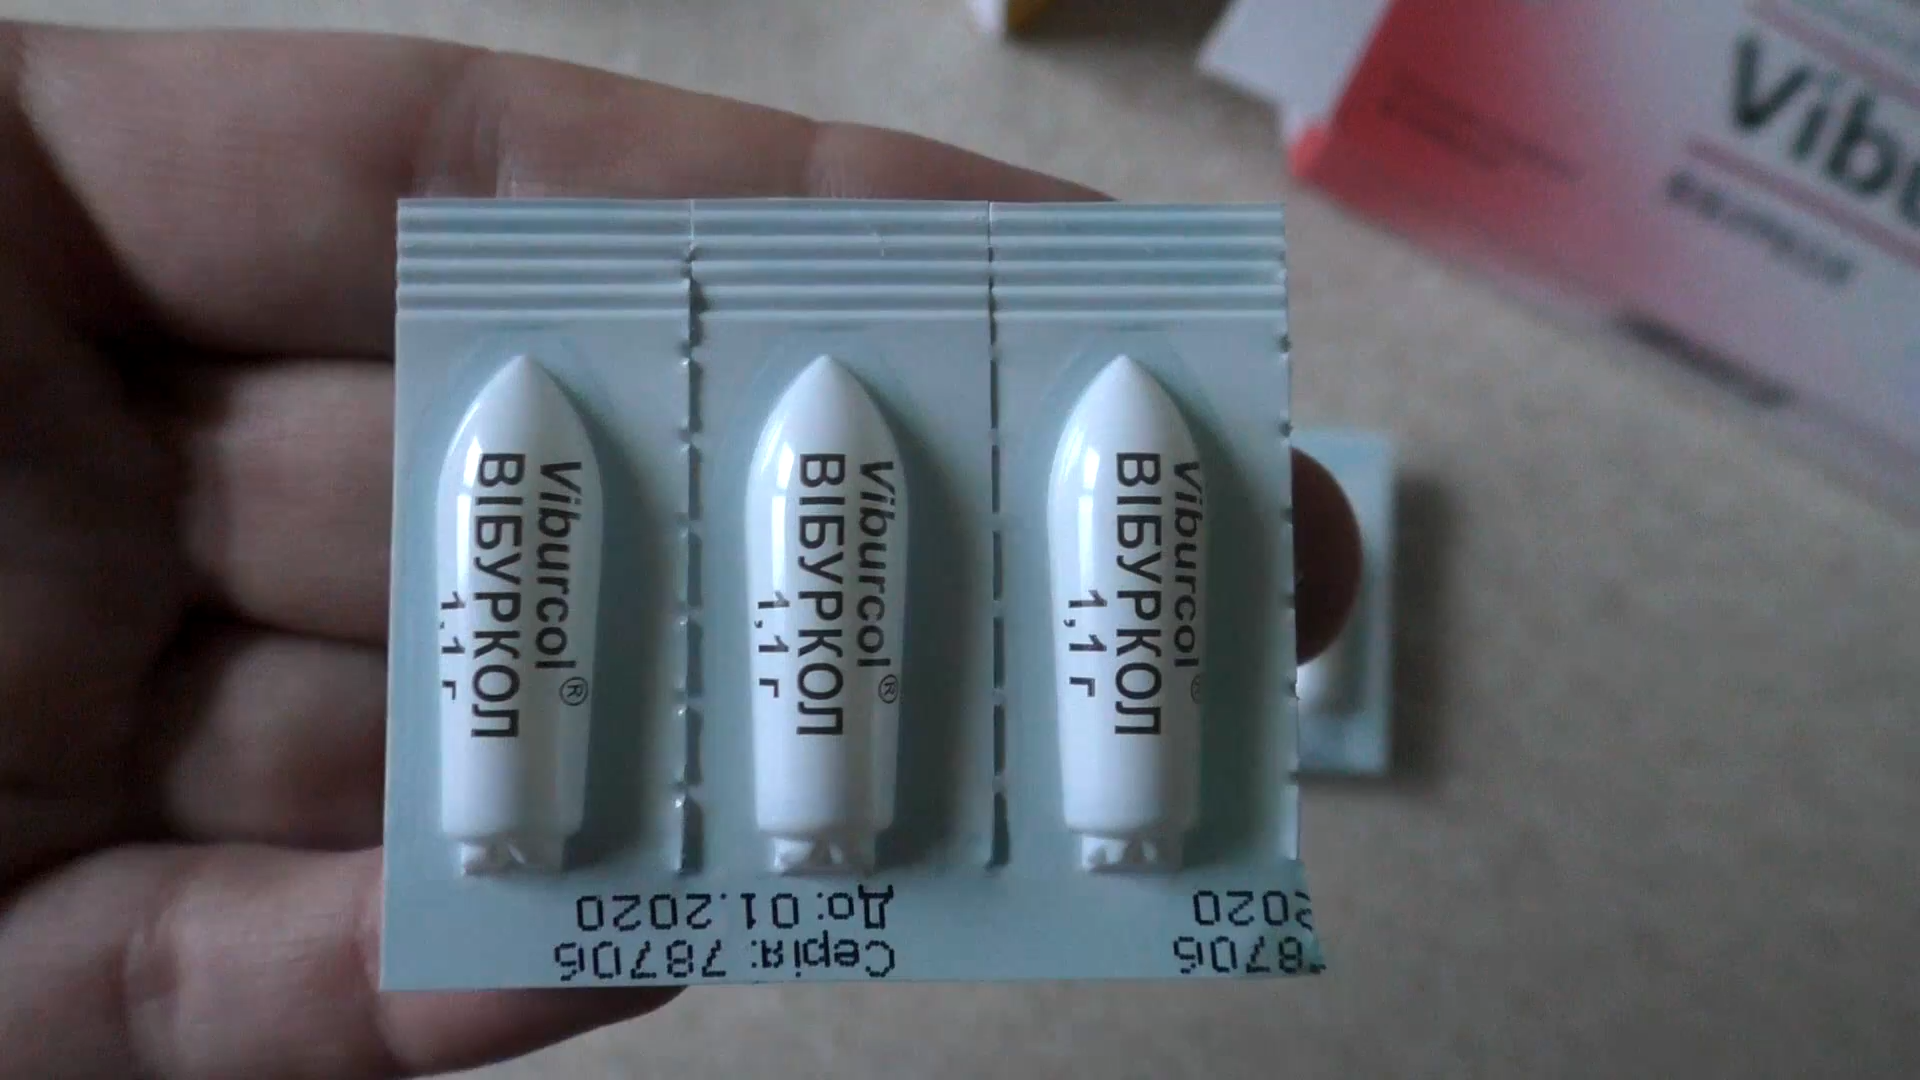 Viburcol®
ВІБУРКОЛ
1,1 г
Viburcol®
ВІБУРКОЛ
1,1 г
Viburcol®
ВІБУРКОЛ
1,1 г
Серія: 78706
До: 01.2020
78706
2020
Vibu